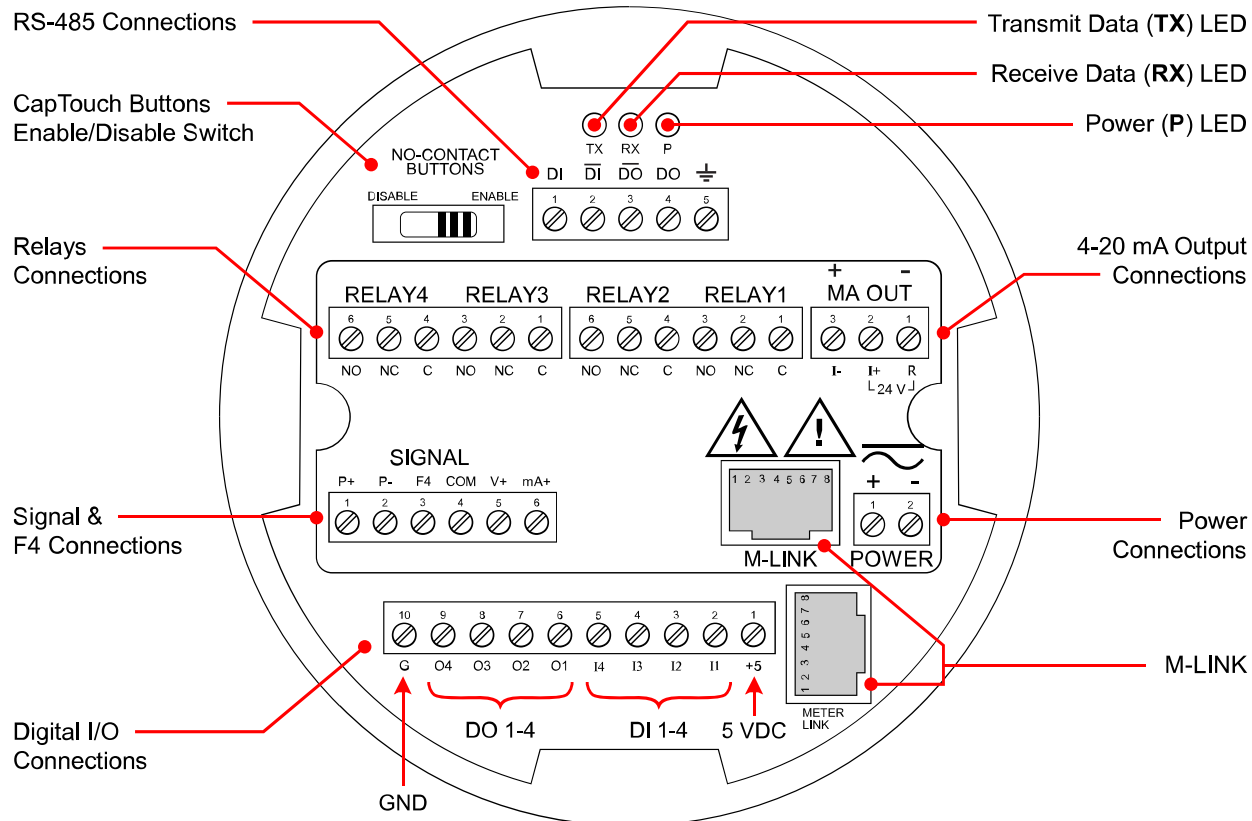 RS-485 Connections
Transmit Data (TX) LED
Receive Data (RX) LED
Power (P) LED
CapTouch Buttons
Enable/Disable Switch
TX RX P
NO-CONTACT
BUTTONS
DISABLE ENABLE
DI D̅I̅ D̅O̅ DO
1 2 3 4 5
Relays
Connections
4-20 mA Output
Connections
RELAY4 RELAY3 RELAY2 RELAY1
+ -
MA OUT
6 5 4 3 2 1 6 5 4 3 2 1 3 2 1
NO NC C NO NC C NO NC C NO NC C I- I+ R
24 V
SIGNAL
P+ P- F4 COM V+ mA+
1 2 3 4 5 6
Signal &
F4 Connections
1 2 3 4 5 6 7 8
M-LINK
+ -
1 2
POWER
Power
Connections
10 9 8 7 6 5 4 3 2 1
G O4 O3 O2 O1 I4 I3 I2 I1 +5
DO 1-4 DI 1-4 5 VDC
GND
Digital I/O
Connections
1 2 3 4 5 6 7 8
METER
LINK
M-LINK